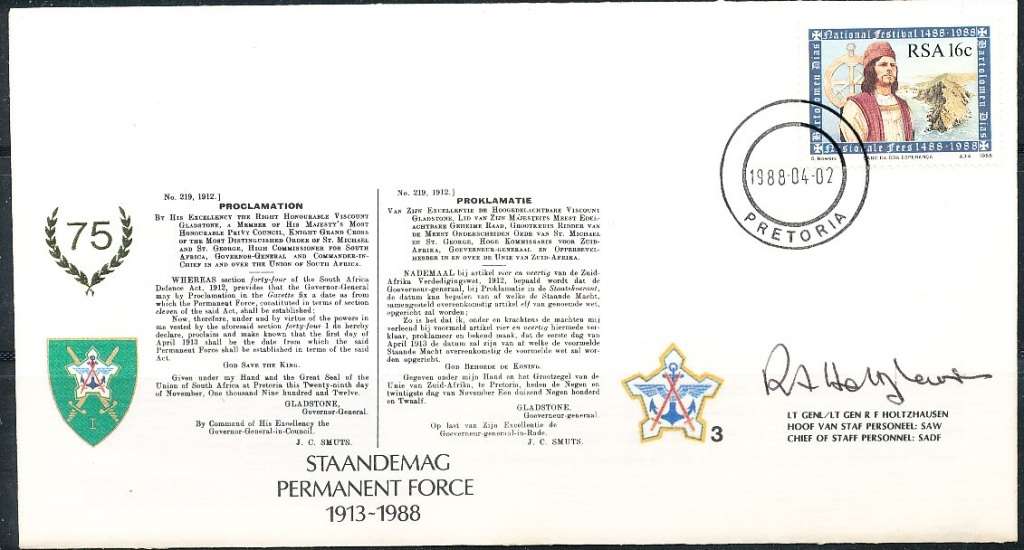 National Festival 1488-1988
Bartolomeu Dias
RSA 16c
Bartolomeu Dias
Nasionale Fees 1488-1988
CABO DA BOA ESPERANÇA
1988
1988-04-02
PRETORIA
75
No. 219, 1912.]
PROCLAMATION
By His Excellency the Right Honourable Viscount
Gladstone, a Member of His Majesty's Most
Honourable Privy Council, Knight Grand Cross
of the Most Distinguished Order of St. Michael
and St. George, High Commissioner for South
Africa, Governor-General and Commander-in-
Chief in and over the Union of South Africa.
WHEREAS section forty-four of the South Africa
Defence Act, 1912, provides that the Governor-General
may by Proclamation in the Gazette fix a date as from
which the Permanent Force, constituted in terms of section
eleven of the said Act, shall be established:
Now, therefore, under and by virtue of the powers in
me vested by the aforesaid section forty-four I do hereby
declare, proclaim and make known that the first day of
April 1913 shall be the date from which the said
Permanent Force shall be established in terms of the said
Act.
God Save the King.
Given under my Hand and the Great Seal of the
Union of South Africa at Pretoria this Twenty-ninth day
of November, One thousand Nine hundred and Twelve.
GLADSTONE,
Governor-General.
By Command of His Excellency the
Governor-General-in-Council.
J. C. SMUTS.
No. 219, 1912.]
PROKLAMATIE
Van Zijn Excellentie de Hoogedelachtbare Viscount
Gladstone, Lid van Zijn Majesteits Meest Edel-
achtbare Geheime Raad, Grootkruis Ridder van
de Meest Onderscheiden Orde van St. Michael
en St. George, Hoge Kommissaris voor Zuid-
Afrika, Gouverneur-Generaal en Opperbevel-
hebber in en over de Unie van Zuid-Afrika.
NADEMAAL bij artikel vier en veertig van de Zuid-
Afrika Verdedigingswet, 1912, bepaald wordt dat de
Gouverneur-generaal, bij Proklamatie in de Staatskoerant,
de datum kan bepalen van af welke de Staande Macht,
samengesteld overeenkomstig artikel elf van genoemde wet,
opgericht zal worden;
Zo is het dat ik, onder en krachtens de machten mij
verleend bij voormeld artikel vier en veertig hiermede ver-
klaar, proklameer en bekend maak, dat de eerste dag van
April 1913 de datum zal zijn van af welke de voormelde
Staande Macht overeenkomstig de voormelde wet zal wor-
den opgericht.
God Behoede de Koning.
Gegeven onder mijn Hand en het Grootzegel van de
Unie van Zuid-Afrika, te Pretoria, heden de Negen en
twintigste dag van November Een duizend Negen honderd
en Twaalf.
GLADSTONE,
Gouverneur-generaal.
Op last van Zijn Excellentie de
Gouverneur-generaal-in-Rade.
J. C. SMUTS.
I
3
LT GENL/LT GEN R F HOLTZHAUSEN
HOOF VAN STAF PERSONEEL: SAW
CHIEF OF STAFF PERSONNEL: SADF
STAANDEMAG
PERMANENT FORCE
1913-1988